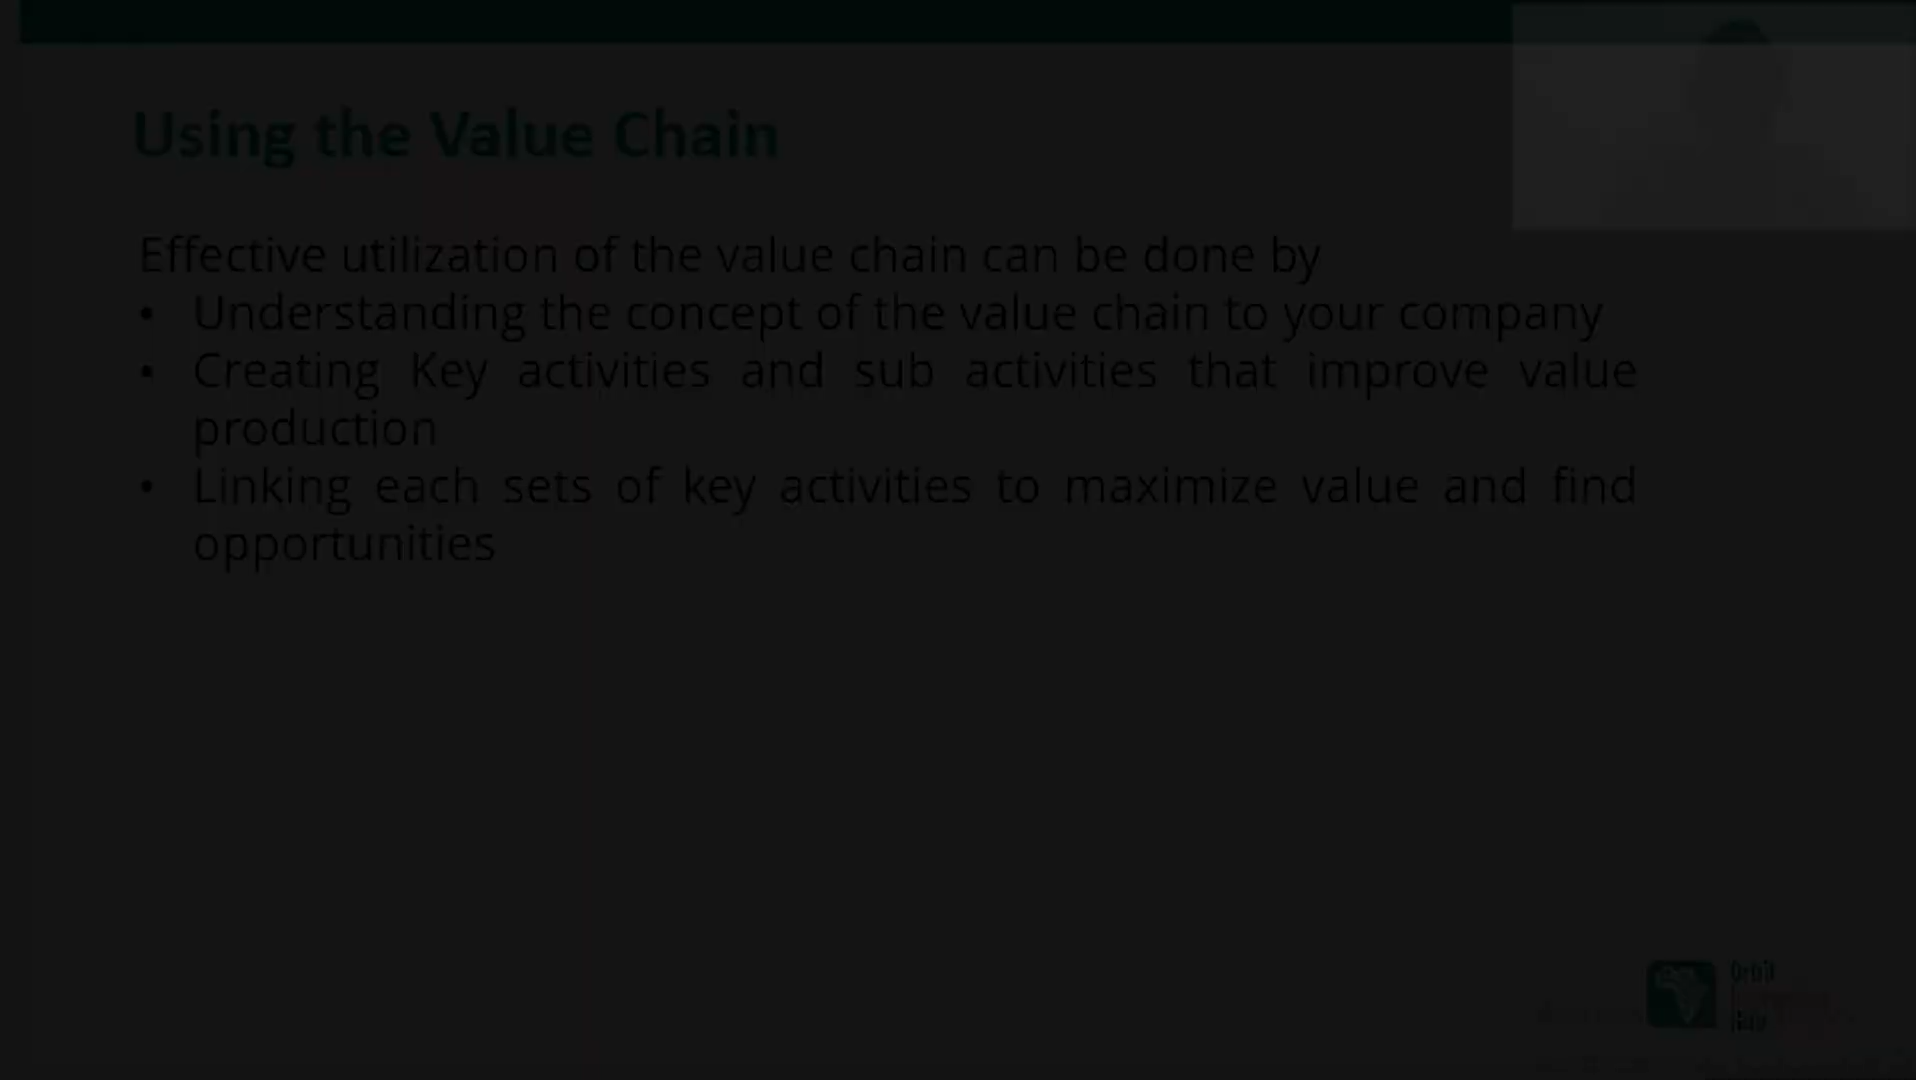 Using the Value Chain
Effective utilization of the value chain can be done by
• Understanding the concept of the value chain to your company
• Creating Key activities and sub activities that improve value
production
• Linking each sets of key activities to maximize value and find
opportunities
Orbit